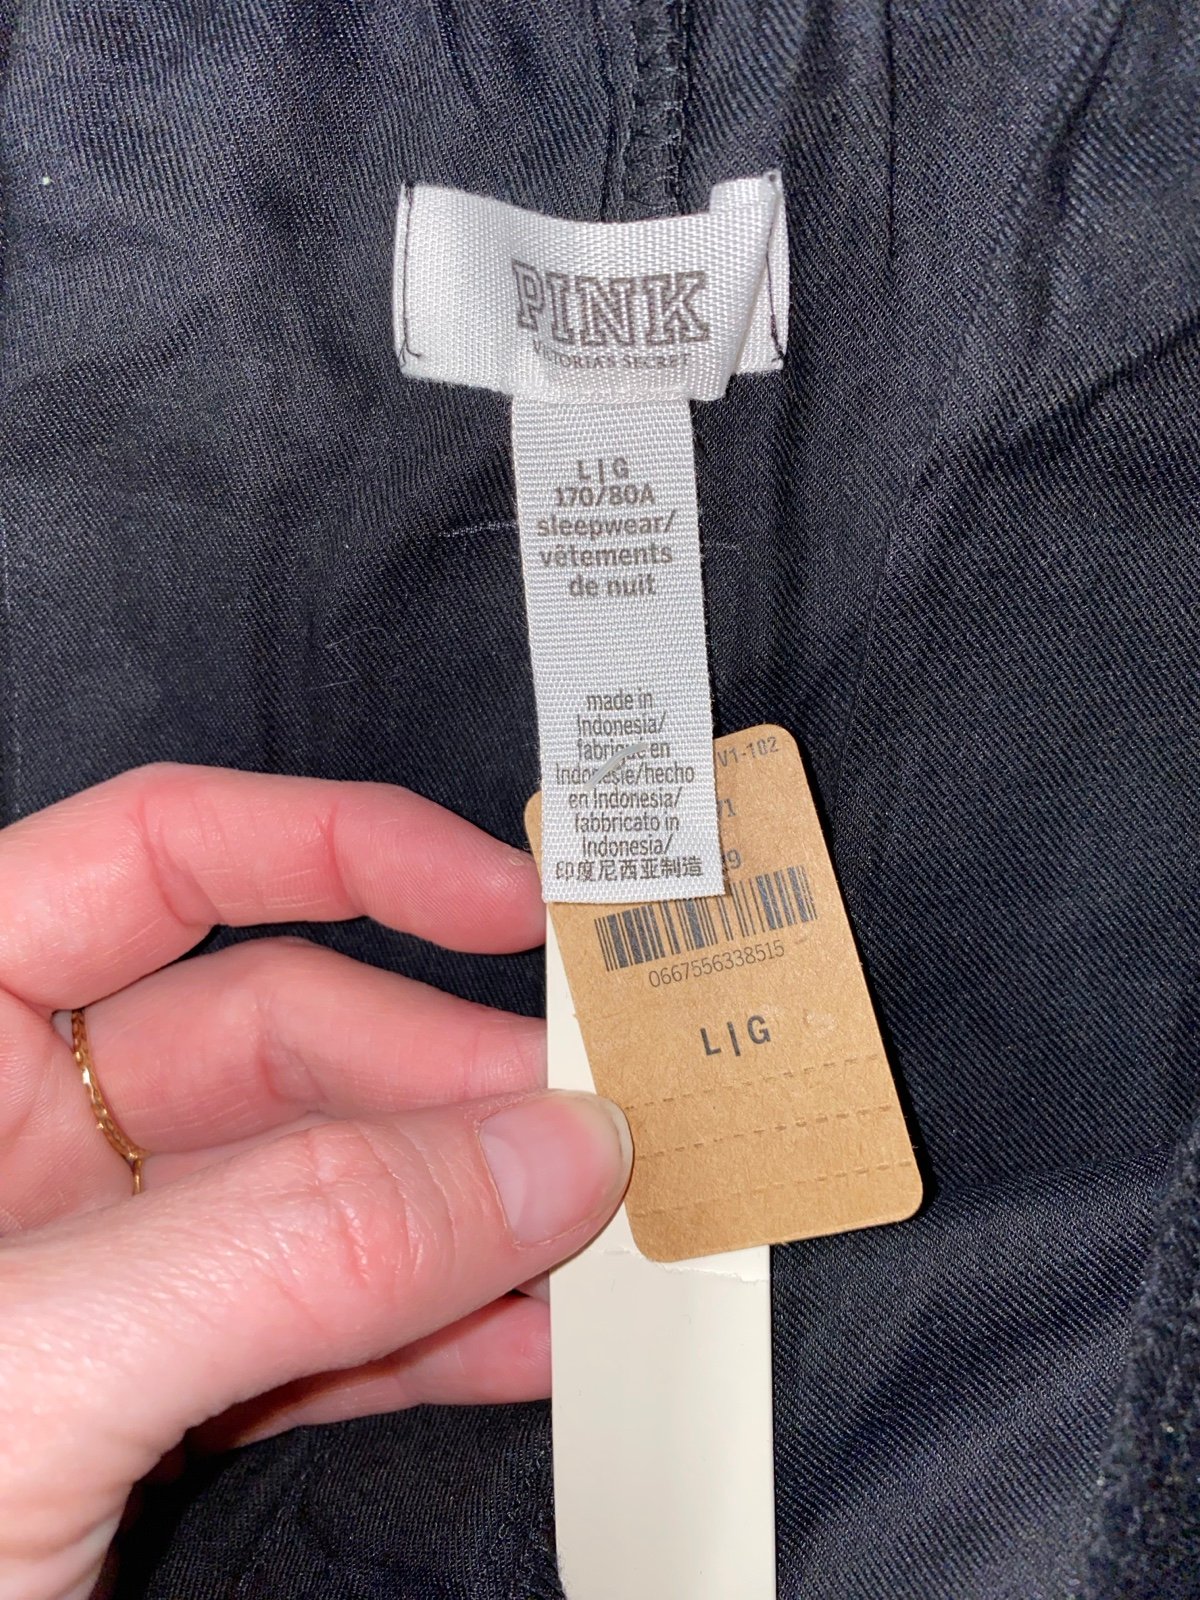 PINK
VICTORIA'S SECRET
L|G
170/80A
sleepwear/
vêtements
de nuit
made in
Indonesia/
fabriqué en
Indonésie/hecho
en Indonesia/
fabbricato in
Indonesia/
印度尼西亚制造
V1-102
71
0667556338515
L|G